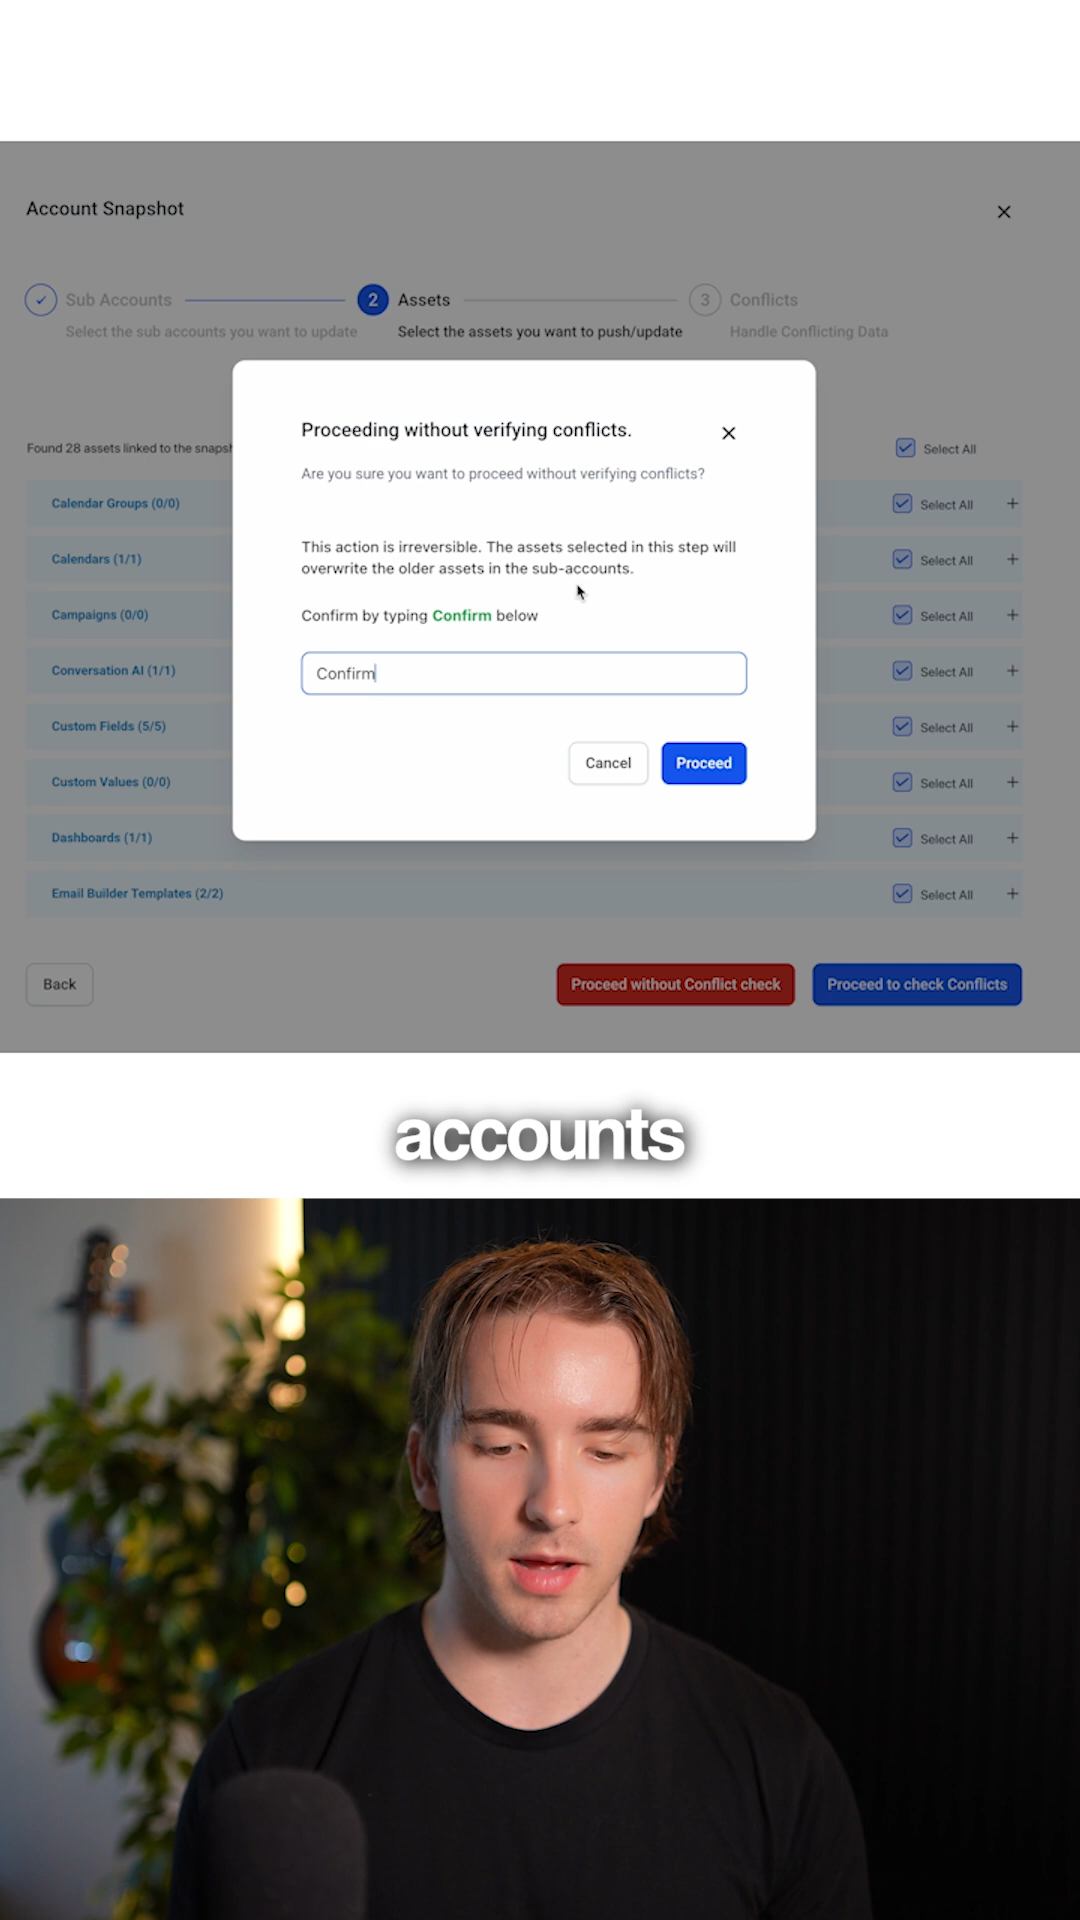 Account Snapshot
Sub Accounts
Select the sub accounts you want to update
2
Assets
Select the assets you want to push/update
3
Conflicts
Handle Conflicting Data
Proceeding without verifying conflicts.
Are you sure you want to proceed without verifying conflicts?
This action is irreversible. The assets selected in this step will
overwrite the older assets in the sub-accounts.
Confirm by typing Confirm below
Confirm
Cancel
Proceed
Found 28 assets linked to the snapsh
Select All
Calendar Groups (0/0)
Select All
Calendars (1/1)
Select All
Campaigns (0/0)
Select All
Conversation AI (1/1)
Select All
Custom Fields (5/5)
Select All
Custom Values (0/0)
Select All
Dashboards (1/1)
Select All
Email Builder Templates (2/2)
Select All
Back
Proceed without Conflict check
Proceed to check Conflicts
accounts